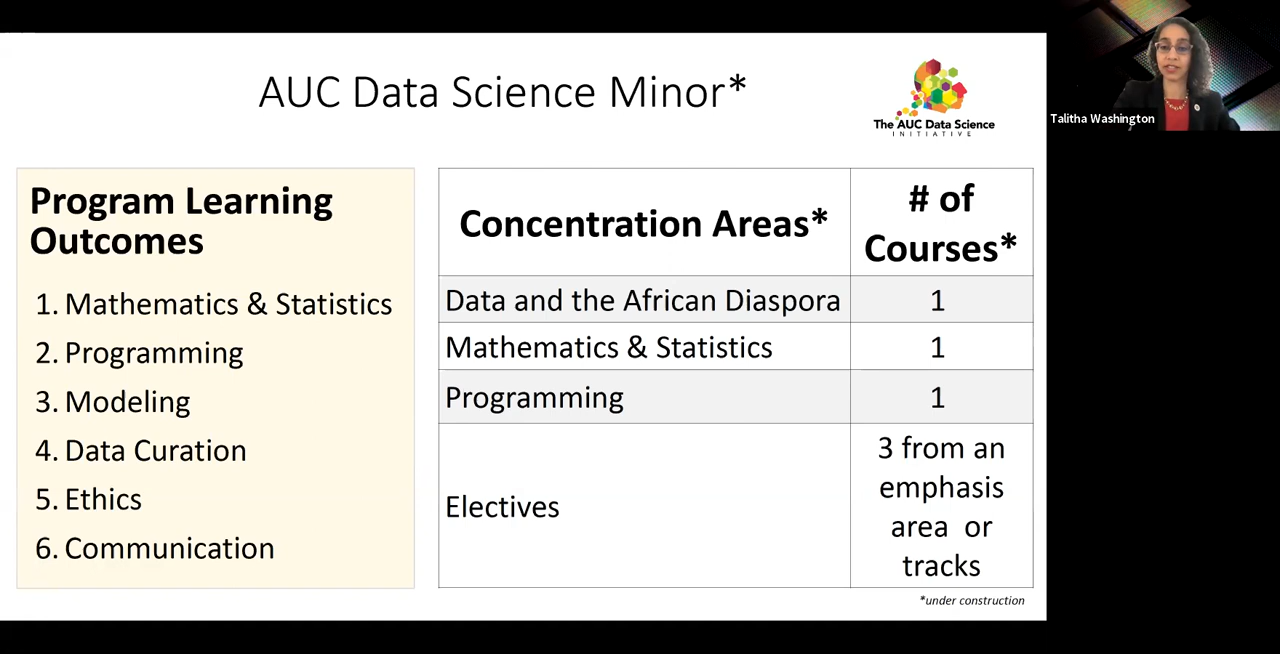 AUC Data Science Minor*
The AUC Data Science
INITIATIVE
Talitha Washington
Program Learning
Outcomes
1. Mathematics & Statistics
2. Programming
3. Modeling
4. Data Curation
5. Ethics
6. Communication
Concentration Areas*
# of
Courses*
Data and the African Diaspora
1
Mathematics & Statistics
1
Programming
1
Electives
3 from an
emphasis
area or
tracks
*under construction